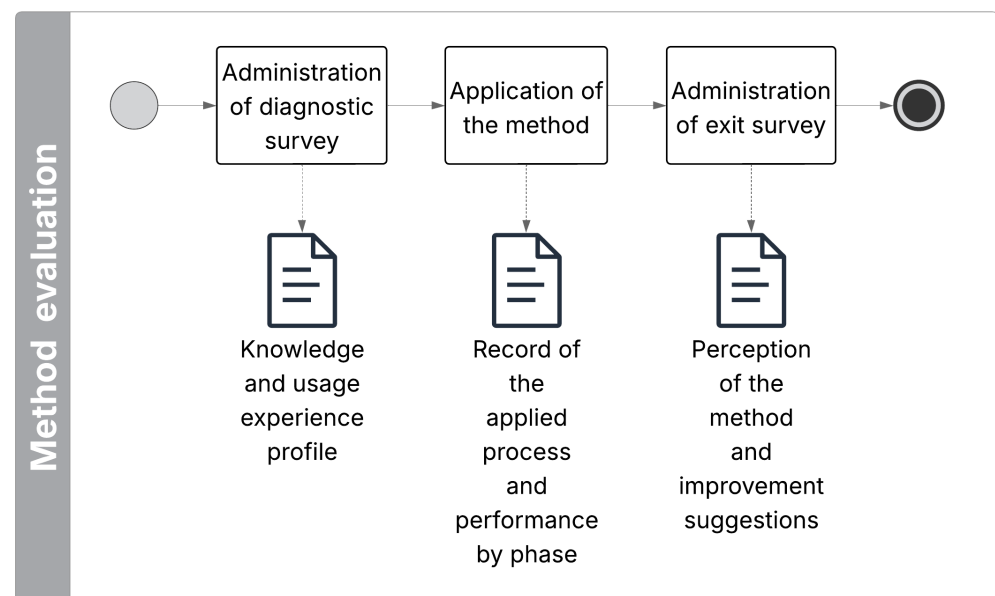 Method evaluation
Administration
of diagnostic
survey
Application of
the method
Administration
of exit survey
Knowledge
and usage
experience
profile
Record of
the
applied
process
and
performance
by phase
Perception
of the
method
and
improvement
suggestions